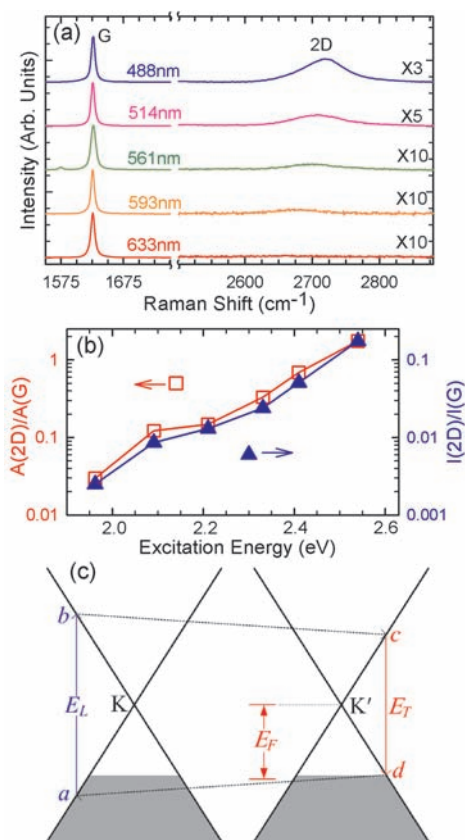 (a)
G
2D
488nm
X3
514nm
X5
561nm
X10
593nm
X10
633nm
X10
Intensity (Arb. Units)
1575 1675 2600 2700 2800
Raman Shift (cm⁻¹)
(b)
1
0.1
0.01
A(2D)/A(G)
0.1
0.01
0.001
I(2D)/I(G)
2.0 2.2 2.4 2.6
Excitation Energy (eV)
(c)
b
c
K
K'
E_L
E_F
E_T
a
d